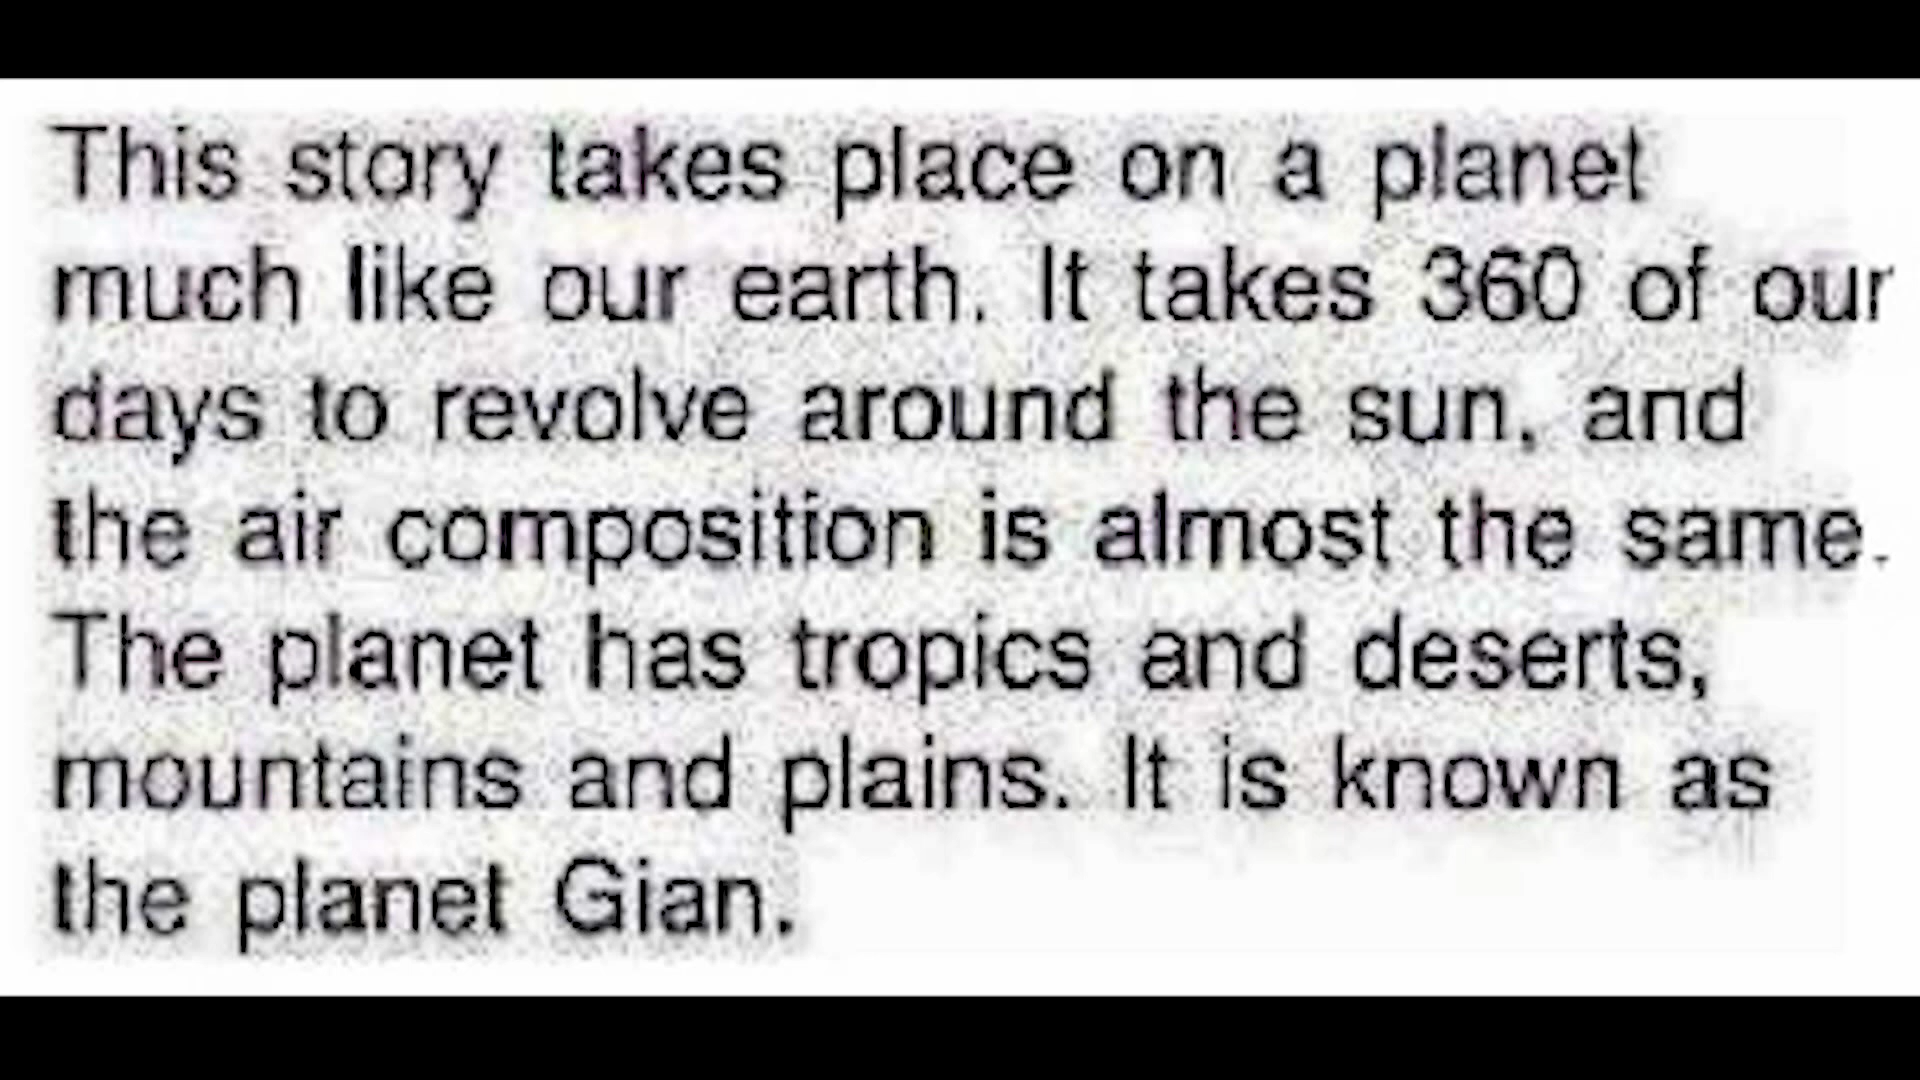 This story takes place on a planet
much like our earth. It takes 360 of our
days to revolve around the sun, and
the air composition is almost the same.
The planet has tropics and deserts,
mountains and plains. It is known as
the planet Gian.